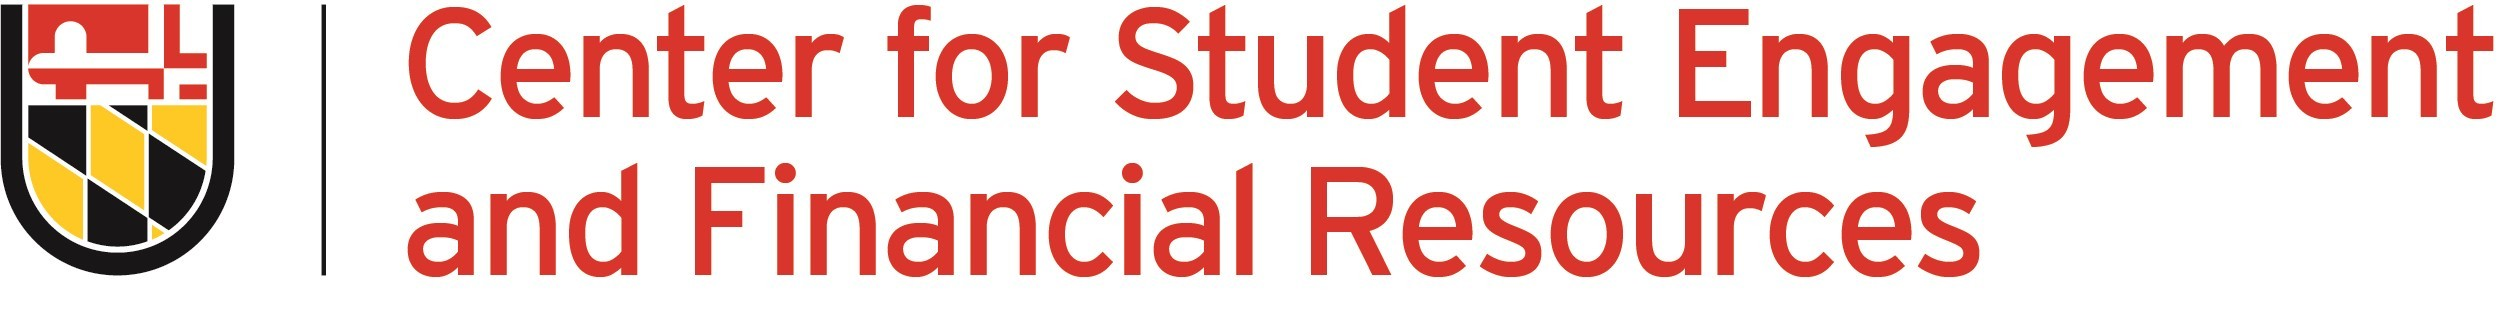 Center for Student Engagement
and Financial Resources